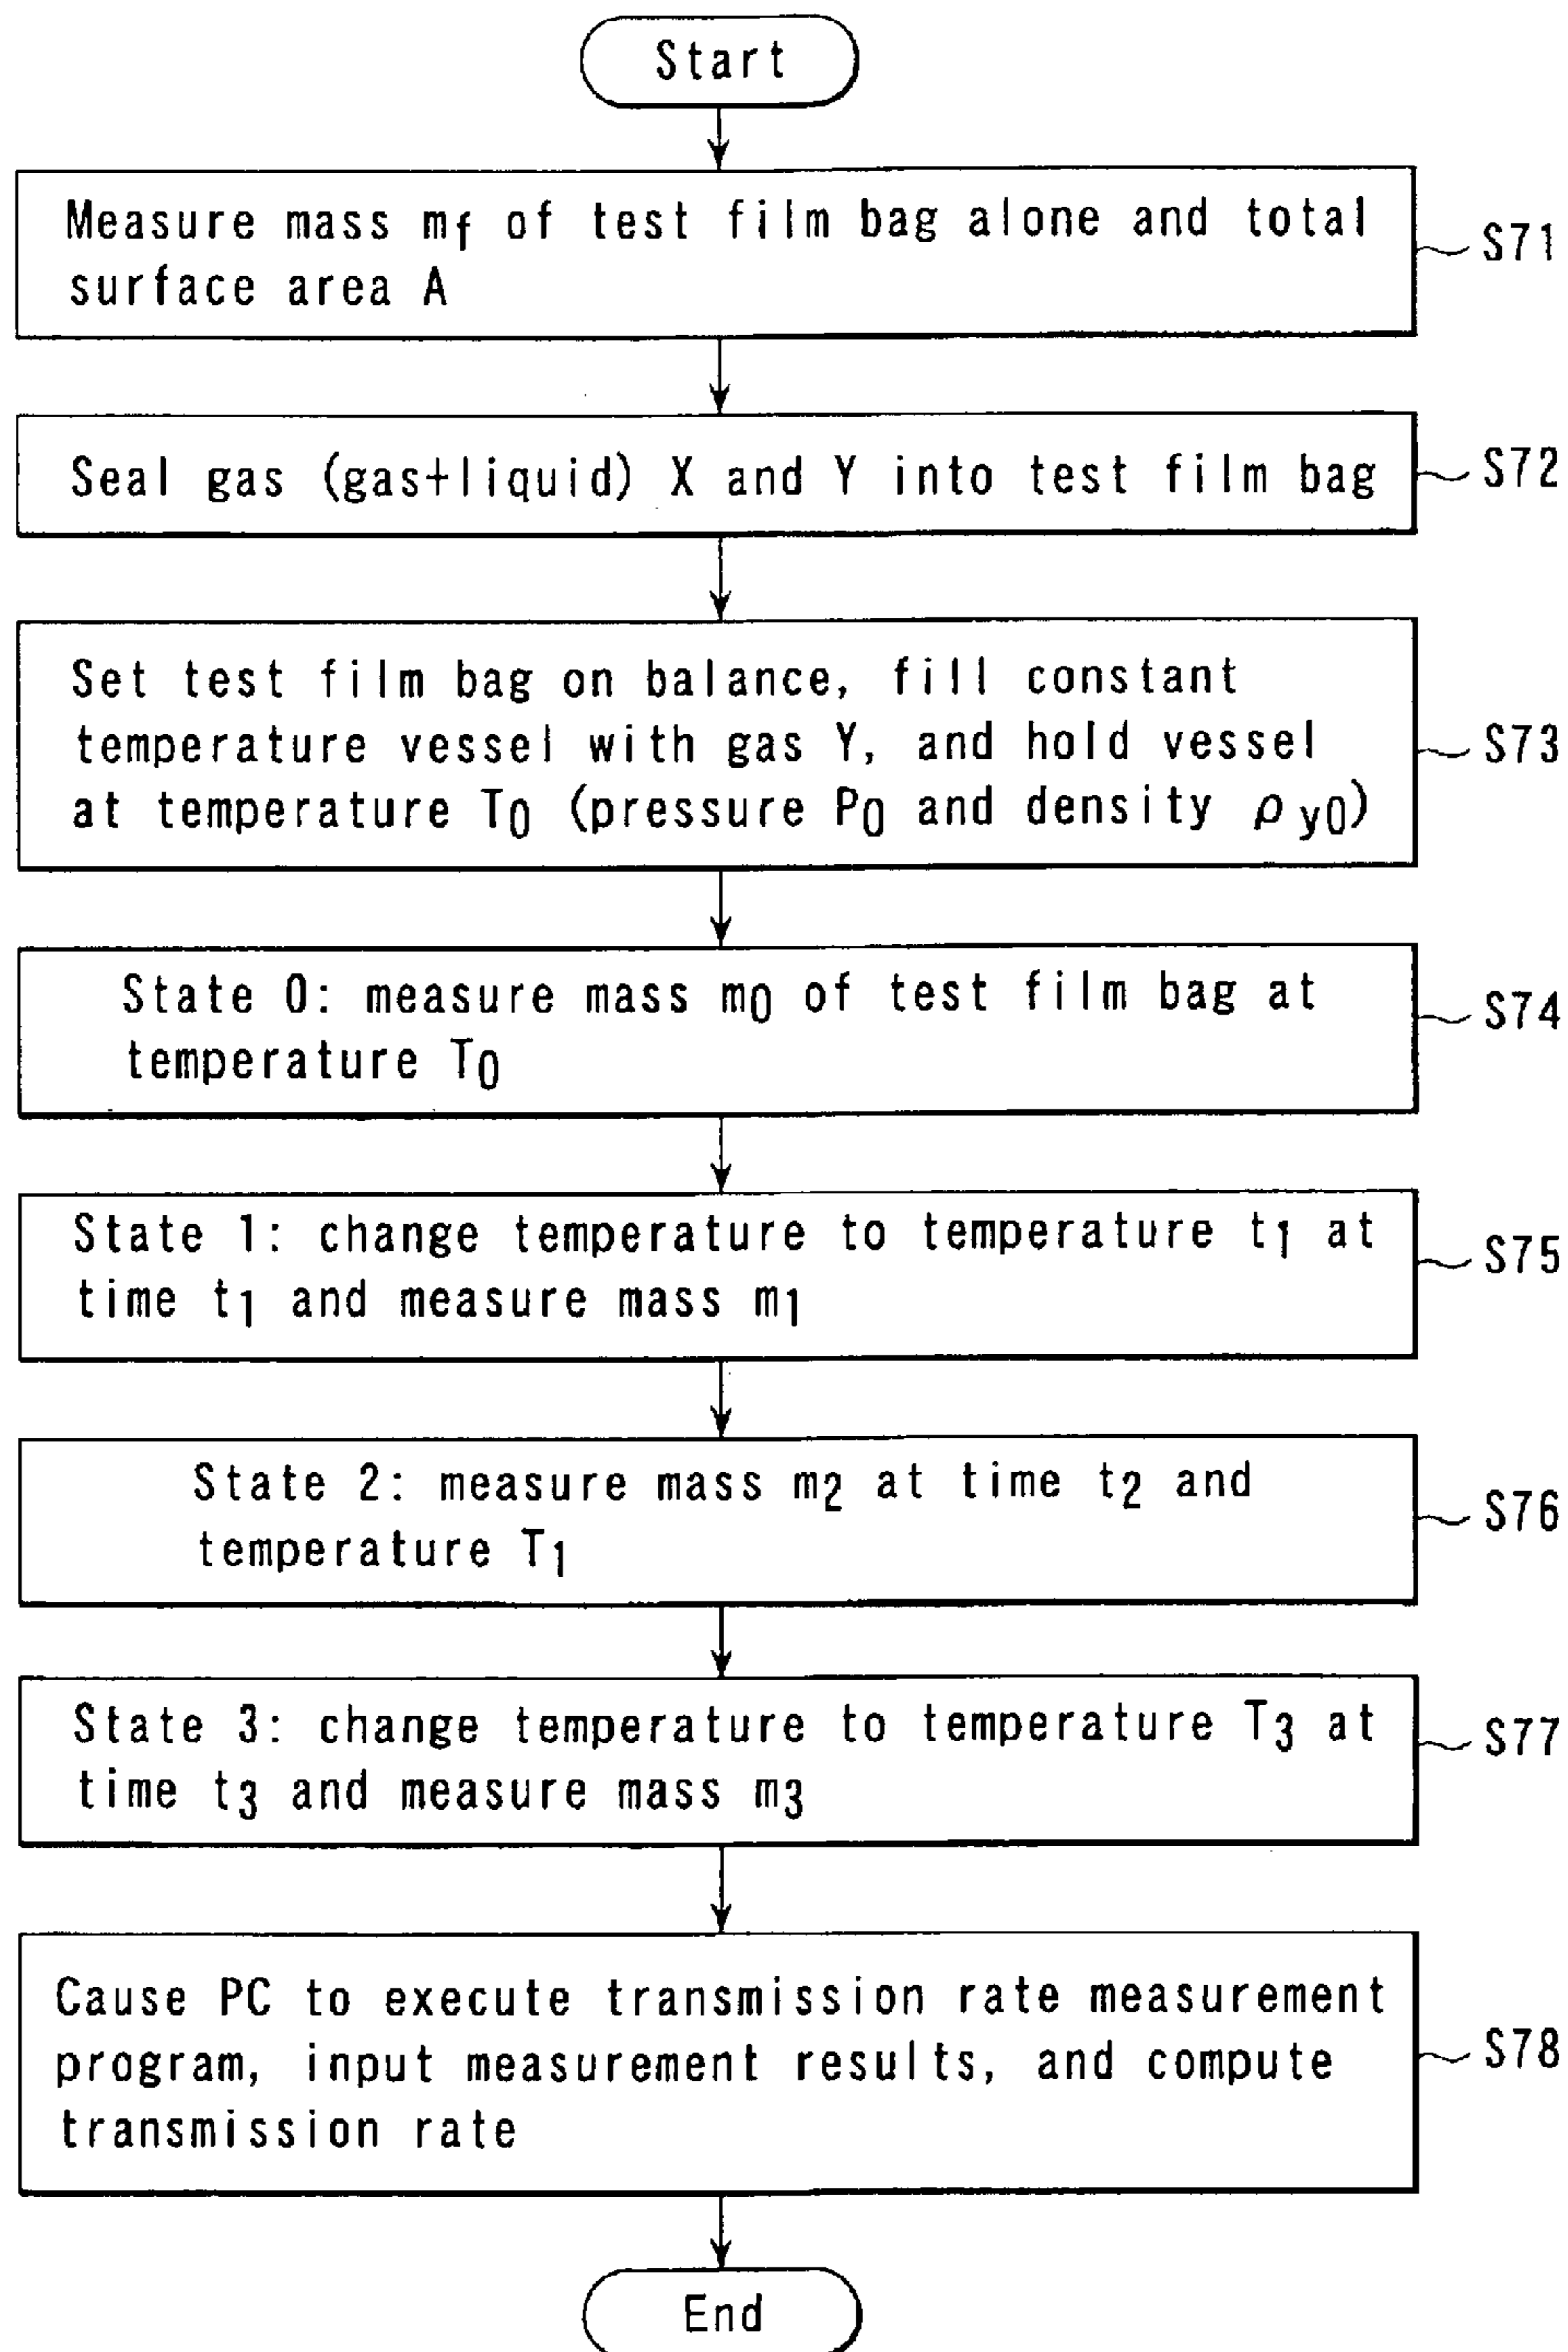 Start
Measure mass mf of test film bag alone and total
surface area A
S71
Seal gas (gas+liquid) X and Y into test film bag
S72
Set test film bag on balance, fill constant
temperature vessel with gas Y, and hold vessel
at temperature T0 (pressure P0 and density ρy0)
S73
State 0: measure mass m0 of test film bag at
temperature T0
S74
State 1: change temperature to temperature t1 at
time t1 and measure mass m1
S75
State 2: measure mass m2 at time t2 and
temperature T1
S76
State 3: change temperature to temperature T3 at
time t3 and measure mass m3
S77
Cause PC to execute transmission rate measurement
program, input measurement results, and compute
transmission rate
S78
End